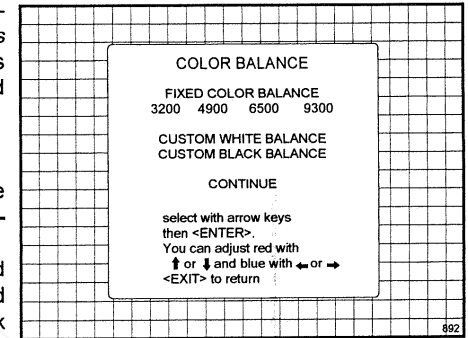 COLOR BALANCE
FIXED COLOR BALANCE
3200 4900 6500 9300
CUSTOM WHITE BALANCE
CUSTOM BLACK BALANCE
CONTINUE
select with arrow keys
then <ENTER>.
You can adjust red with
⬆ or ⬇ and blue with ⬅ or ➡
<EXIT> to return
892